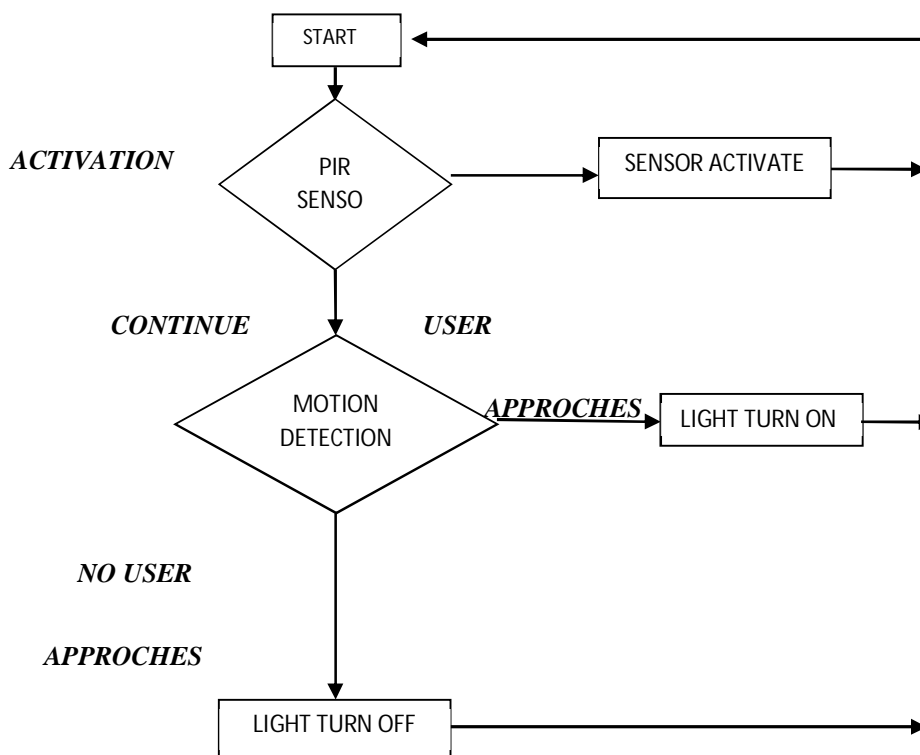 START
ACTIVATION
PIR
SENSO
SENSOR ACTIVATE
CONTINUE
USER
MOTION
DETECTION
APPROCHES
LIGHT TURN ON
NO USER
APPROCHES
LIGHT TURN OFF